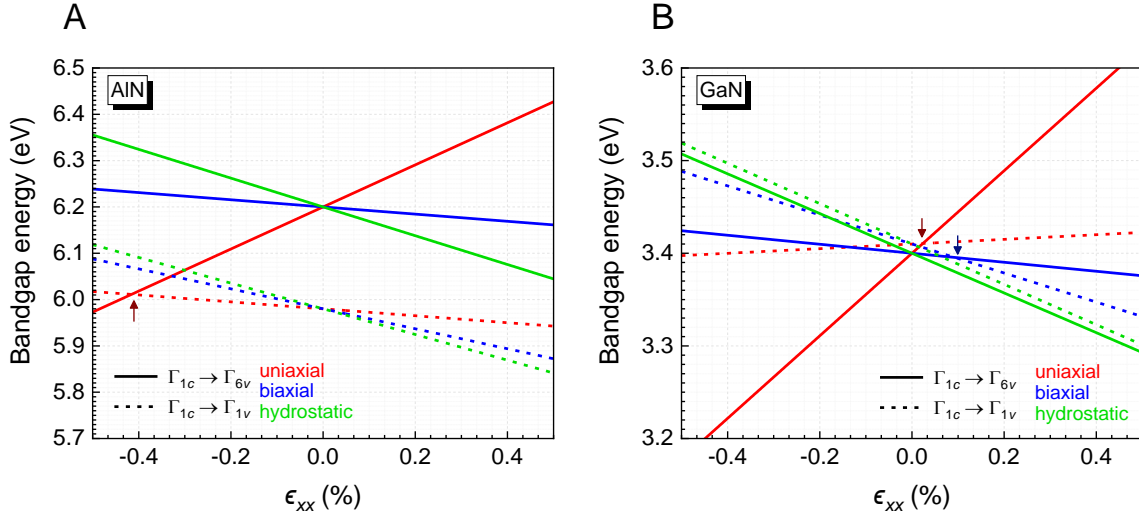 A
AlN
Bandgap energy (eV)
6.5
6.4
6.3
6.2
6.1
6.0
5.9
5.8
5.7
Γ1c → Γ6v uniaxial
biaxial
Γ1c → Γ1v hydrostatic
-0.4 -0.2 0.0 0.2 0.4
ϵxx (%)
B
GaN
Bandgap energy (eV)
3.6
3.5
3.4
3.3
3.2
Γ1c → Γ6v uniaxial
biaxial
Γ1c → Γ1v hydrostatic
-0.4 -0.2 0.0 0.2 0.4
ϵxx (%)